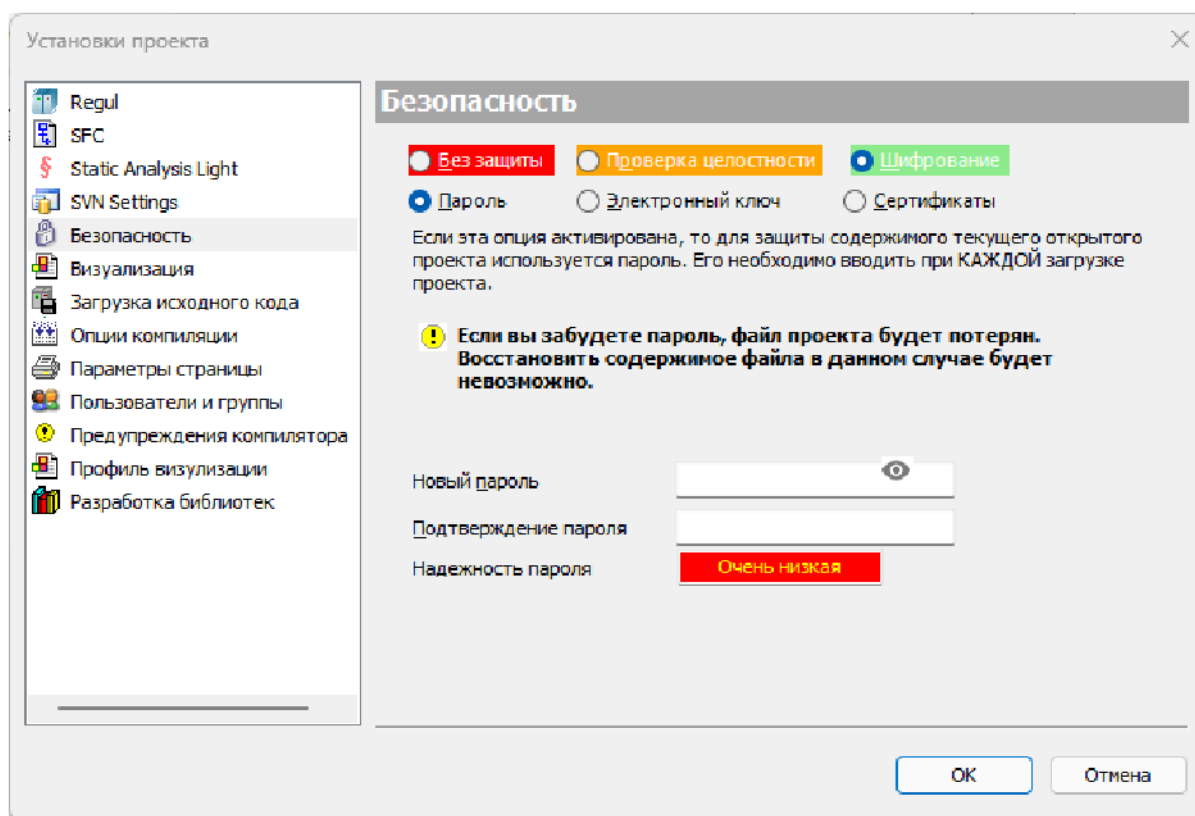 Установки проекта
Regul
SFC
Static Analysis Light
SVN Settings
Безопасность
Визуализация
Загрузка исходного кода
Опции компиляции
Параметры страницы
Пользователи и группы
Предупреждения компилятора
Профиль визулизации
Разработка библиотек
Безопасность
Без защиты Проверка целостности Шифрование
Пароль Электронный ключ Сертификаты
Если эта опция активирована, то для защиты содержимого текущего открытого
проекта используется пароль. Его необходимо вводить при КАЖДОЙ загрузке
проекта.
Если вы забудете пароль, файл проекта будет потерян.
Восстановить содержимое файла в данном случае будет
невозможно.
Новый пароль
Подтверждение пароля
Надежность пароля Очень низкая
OK Отмена